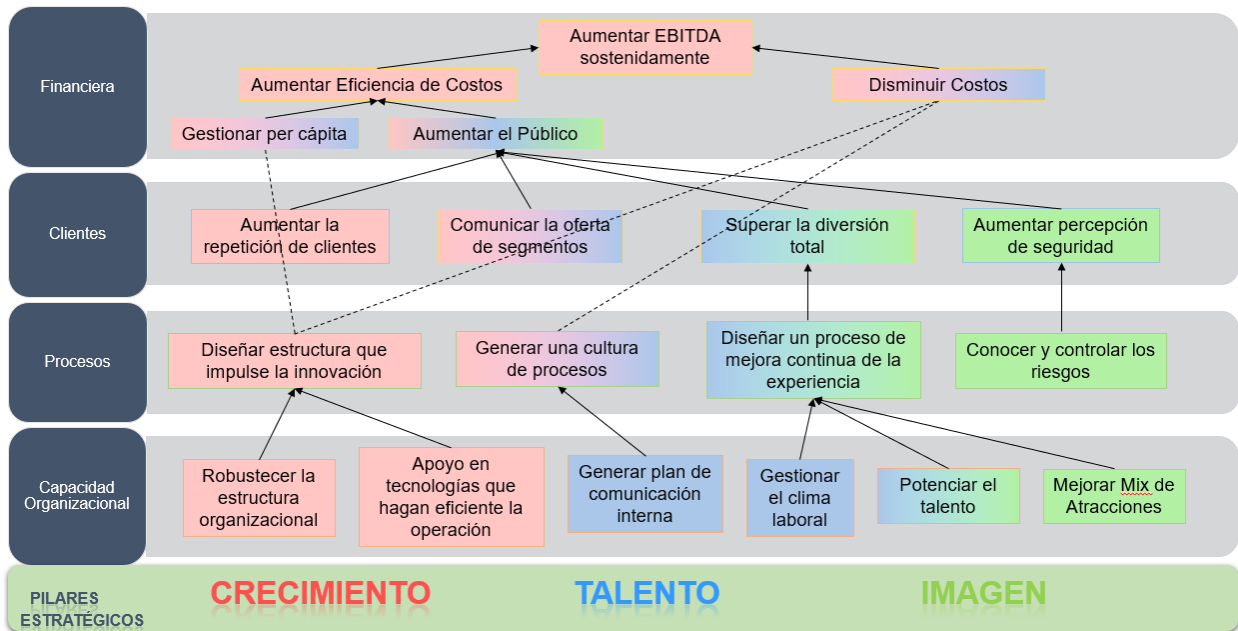 Financiera
Aumentar EBITDA
sostenidamente
Aumentar Eficiencia de Costos
Disminuir Costos
Gestionar per cápita
Aumentar el Público
Clientes
Aumentar la
repetición de clientes
Comunicar la oferta
de segmentos
Superar la diversión
total
Aumentar percepción
de seguridad
Procesos
Diseñar estructura que
impulse la innovación
Generar una cultura
de procesos
Diseñar un proceso de
mejora continua de la
experiencia
Conocer y controlar los
riesgos
Capacidad
Organizacional
Robustecer la
estructura
organizacional
Apoyo en
tecnologías que
hagan eficiente la
operación
Generar plan de
comunicación
interna
Gestionar
el clima
laboral
Potenciar el
talento
Mejorar Mix de
Atracciones
PILARES
ESTRATÉGICOS
CRECIMIENTO
TALENTO
IMAGEN